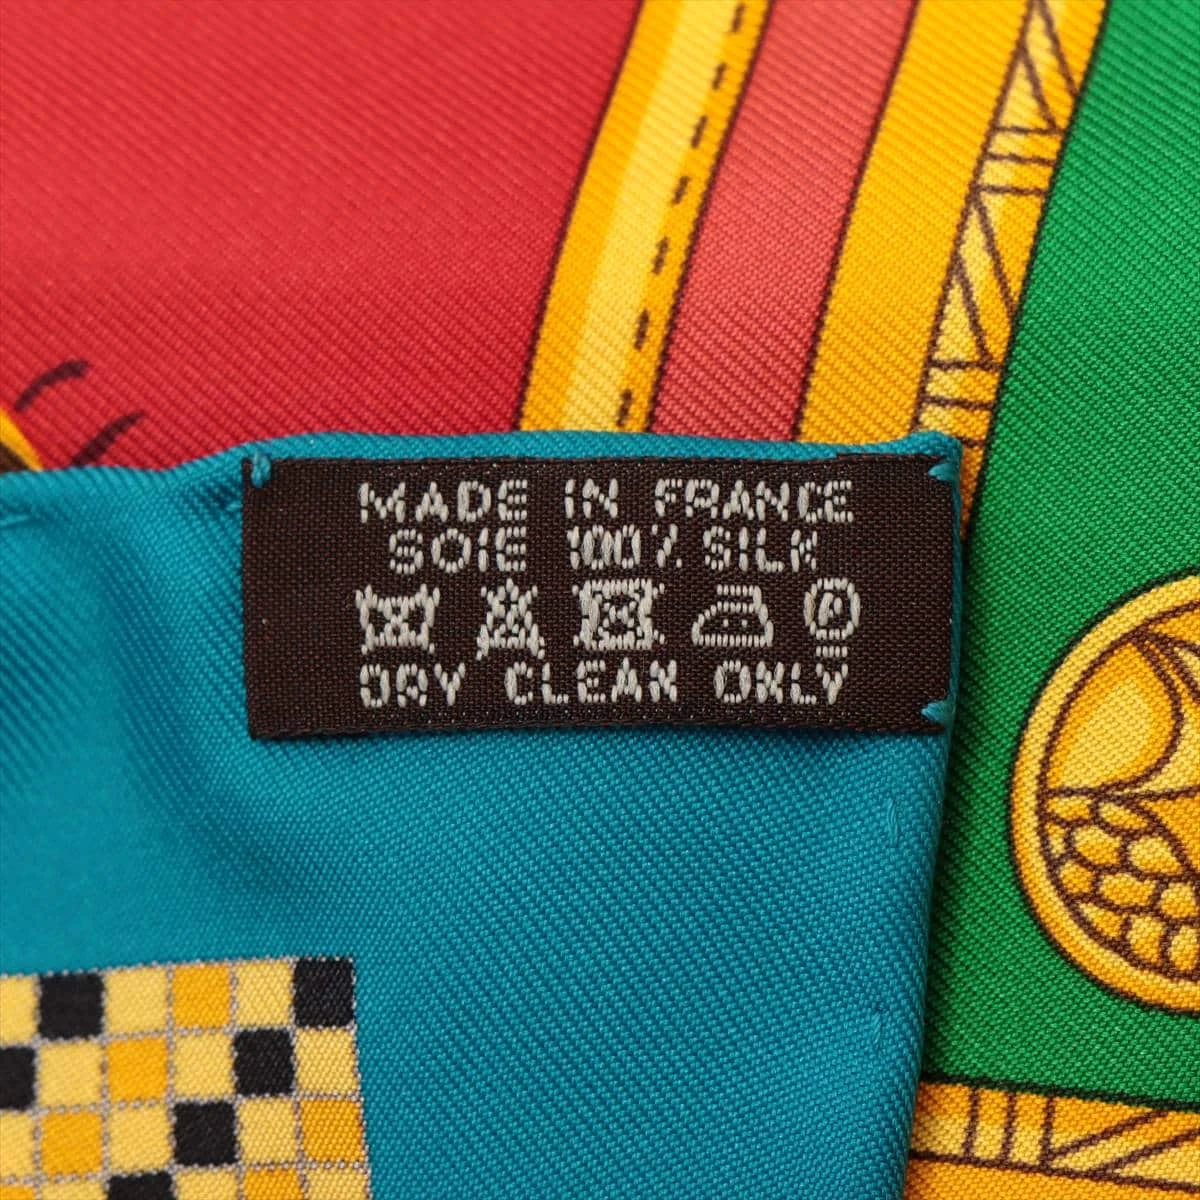 MADE IN FRANCE
SOIE 100% SILK
P
DRY CLEAN ONLY